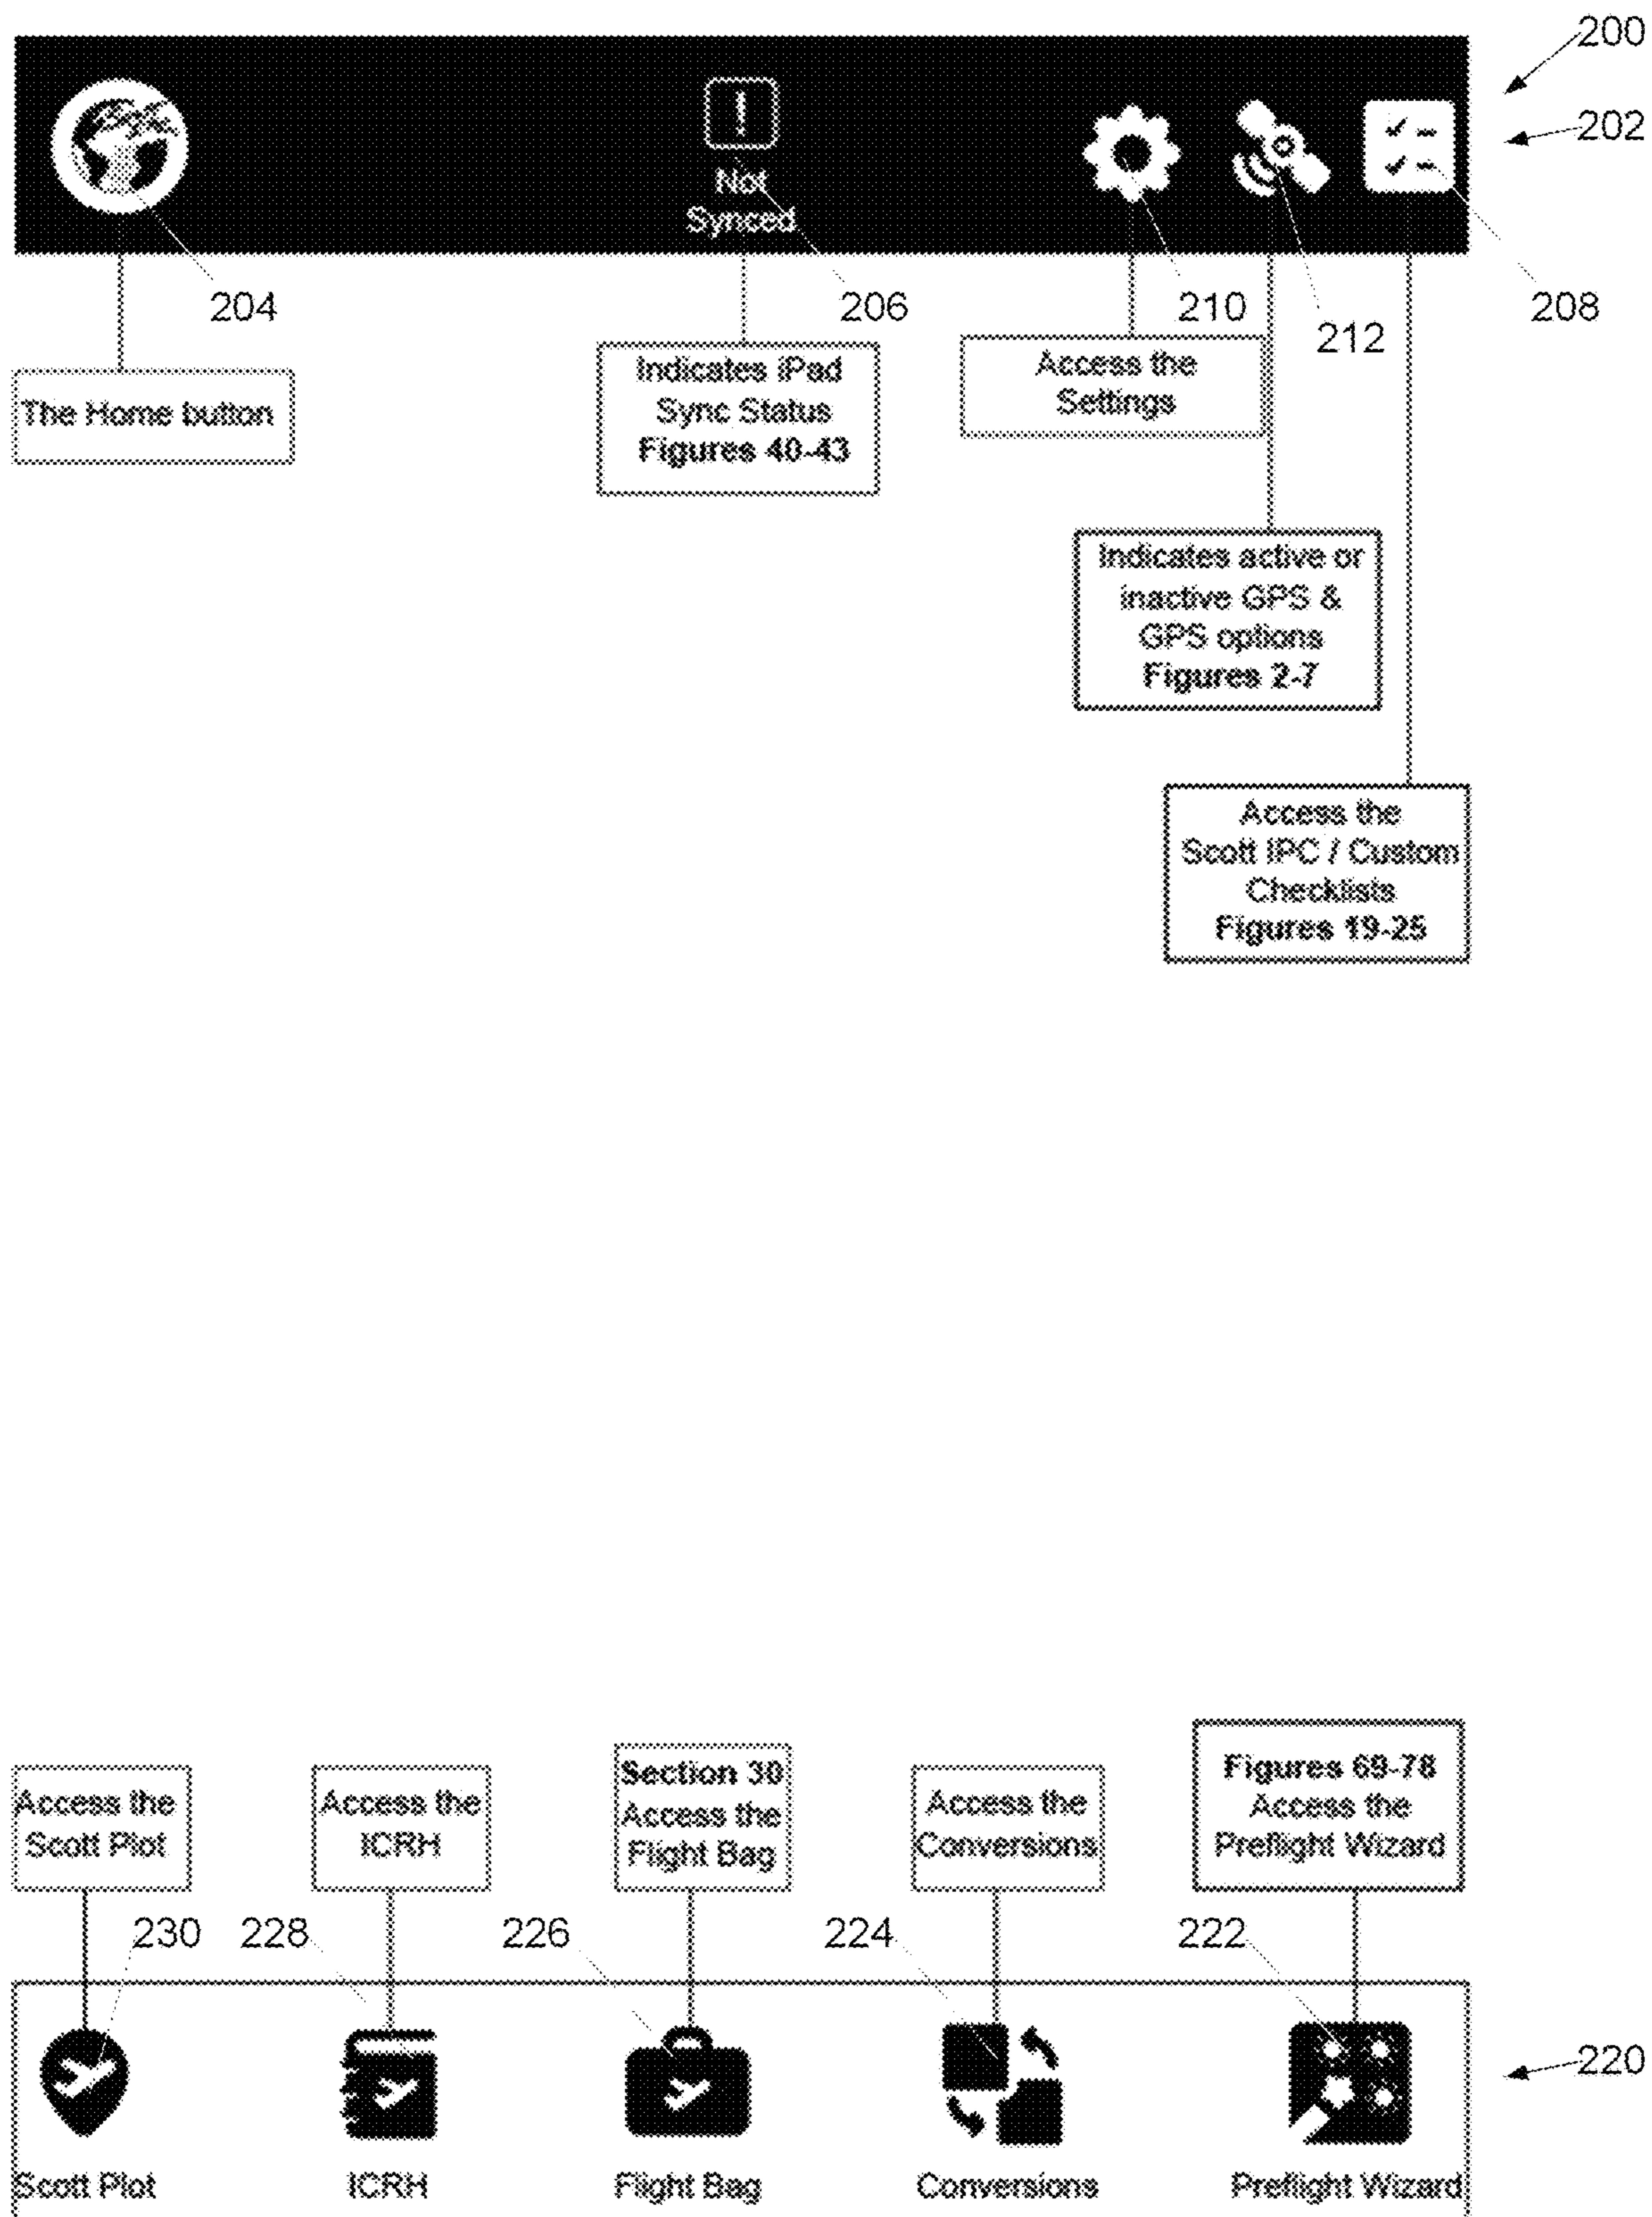 200
202
!
Not
Synced
204
206
210
212
208
The Home button
Indicates iPad
Sync Status
Figures 40-43
Access the
Settings
Indicates active or
inactive GPS &
GPS options
Figures 2-7
Access the
Scott IPC / Custom
Checklists
Figures 19-25
Access the
Scott Plot
Access the
ICRH
Section 30
Access the
Flight Bag
Access the
Conversions
Figures 69-78
Access the
Preflight Wizard
230
228
226
224
222
220
Scott Plot
ICRH
Flight Bag
Conversions
Preflight Wizard